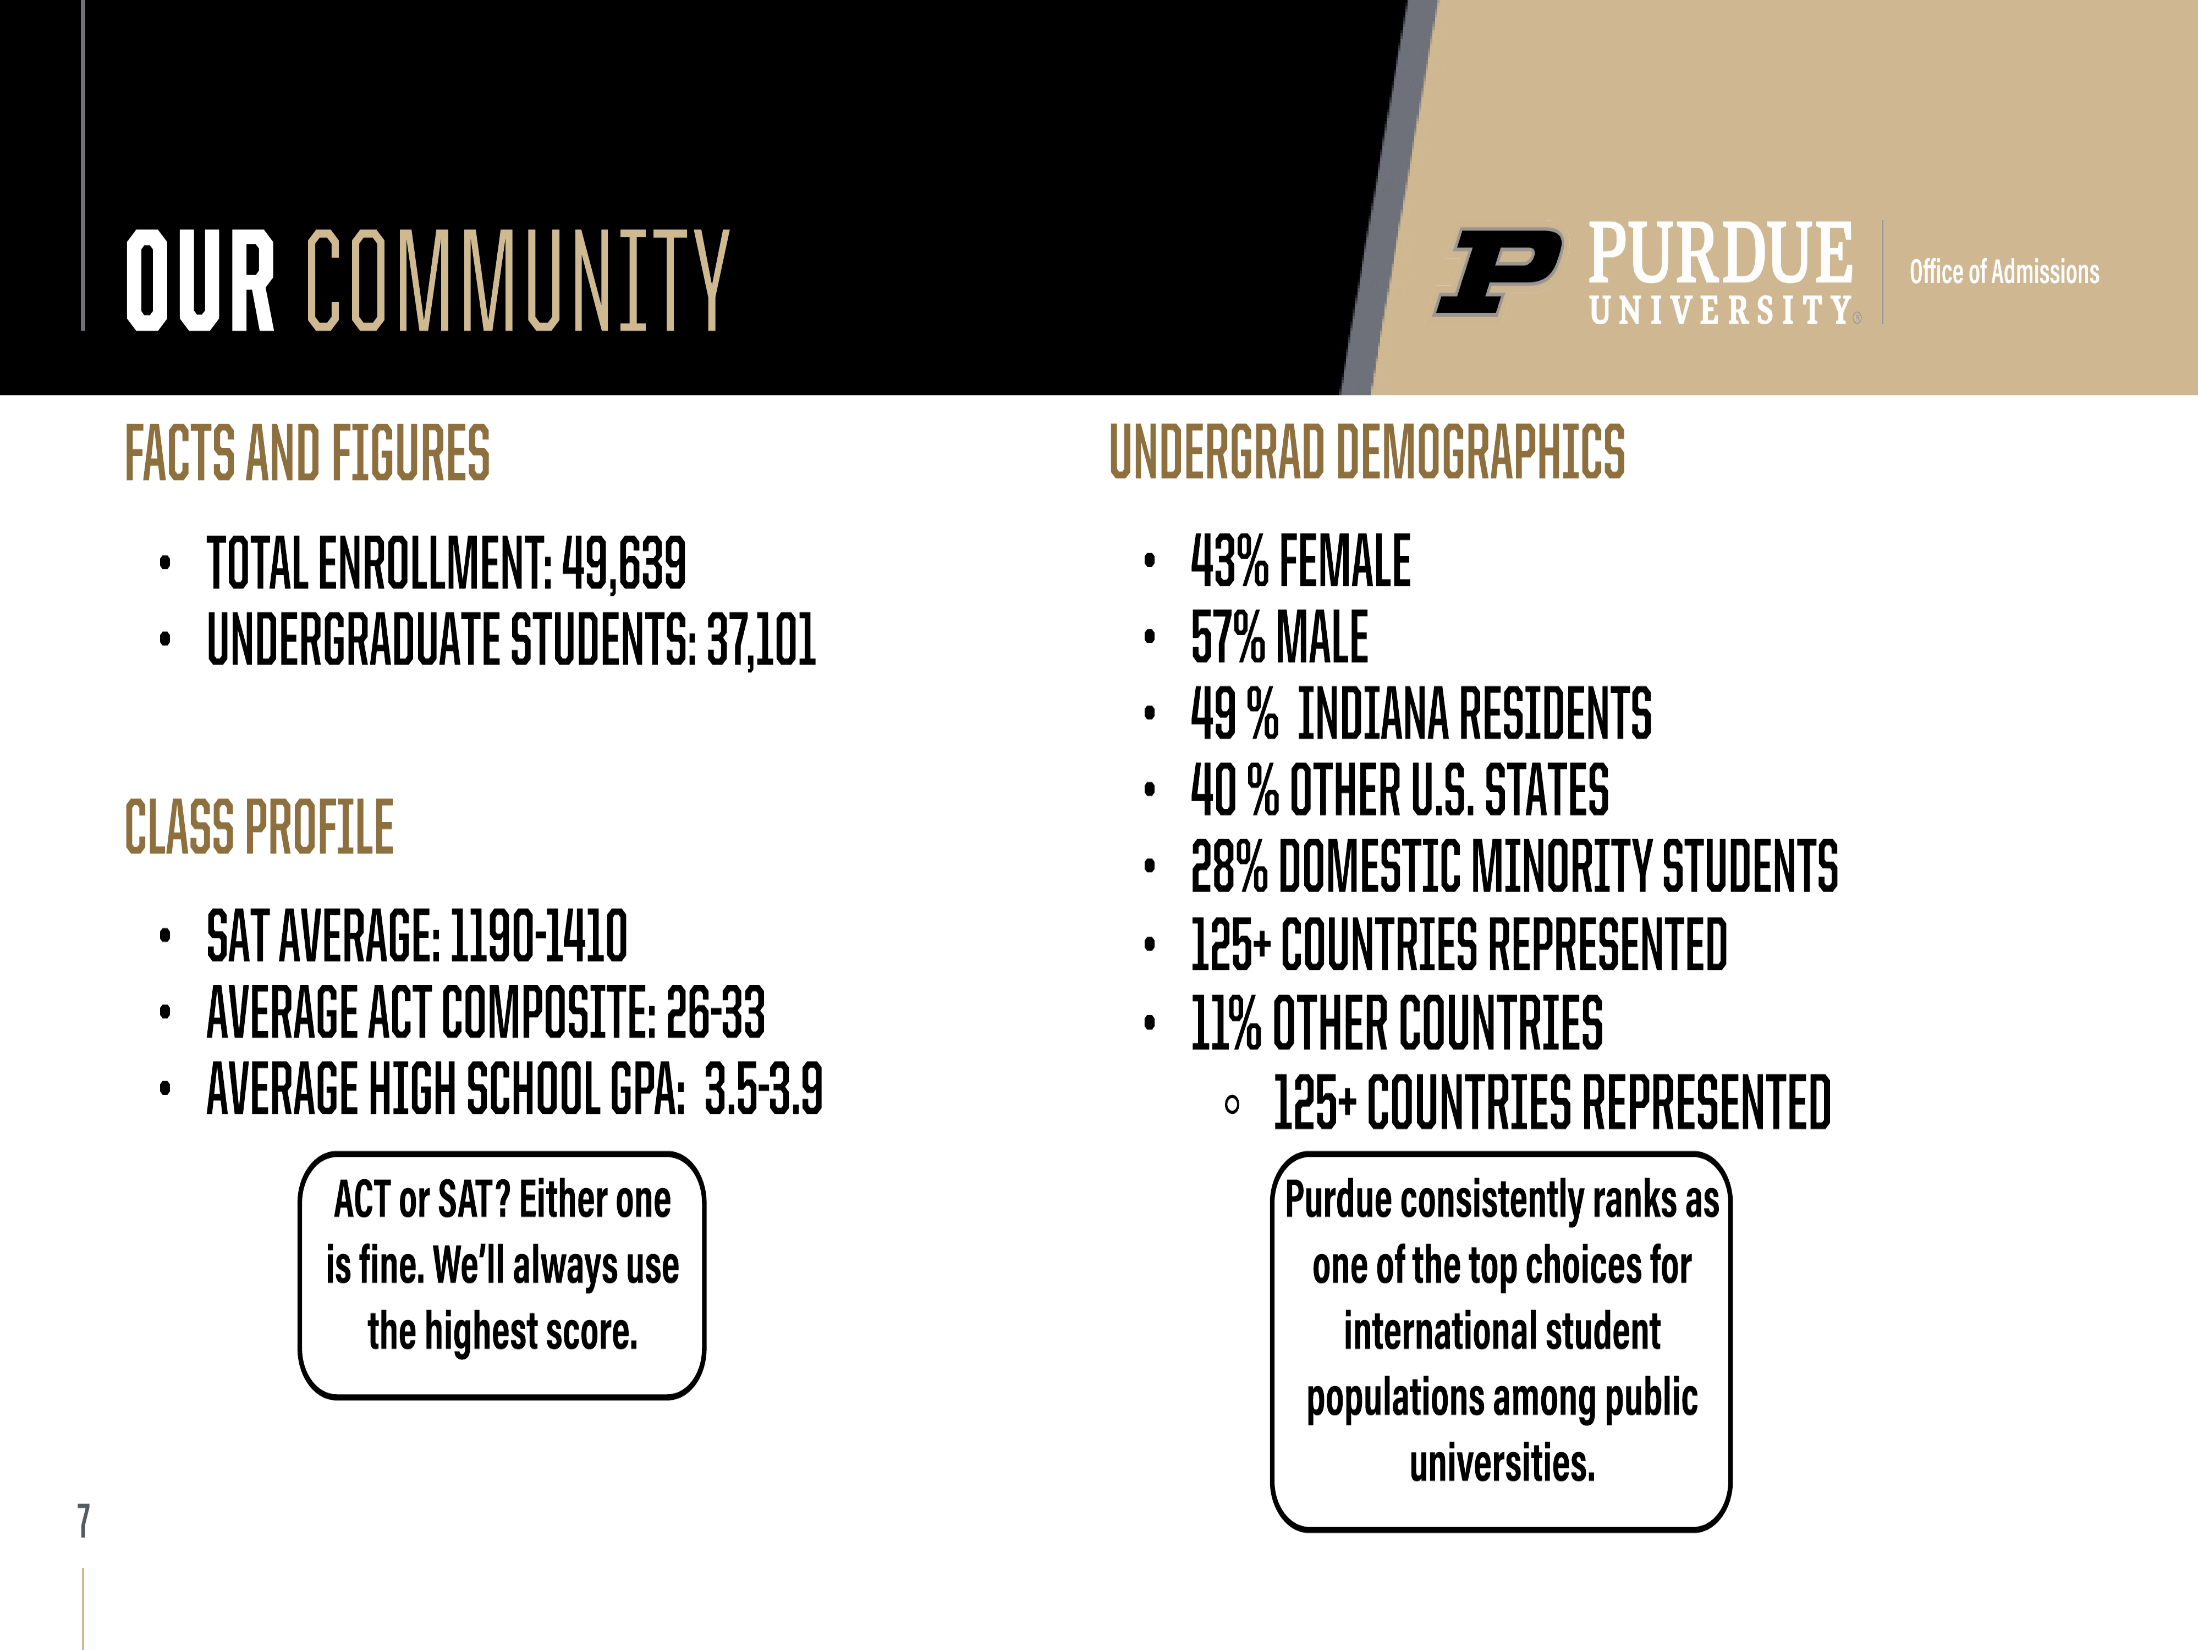 OUR COMMUNITY
P PURDUE
UNIVERSITY®
Office of Admissions
FACTS AND FIGURES
• TOTAL ENROLLMENT: 49,639
• UNDERGRADUATE STUDENTS: 37,101
CLASS PROFILE
• SAT AVERAGE: 1190-1410
• AVERAGE ACT COMPOSITE: 26-33
• AVERAGE HIGH SCHOOL GPA: 3.5-3.9
ACT or SAT? Either one
is fine. We’ll always use
the highest score.
UNDERGRAD DEMOGRAPHICS
• 43% FEMALE
• 57% MALE
• 49 % INDIANA RESIDENTS
• 40 % OTHER U.S. STATES
• 28% DOMESTIC MINORITY STUDENTS
• 125+ COUNTRIES REPRESENTED
• 11% OTHER COUNTRIES
○ 125+ COUNTRIES REPRESENTED
Purdue consistently ranks as
one of the top choices for
international student
populations among public
universities.
7